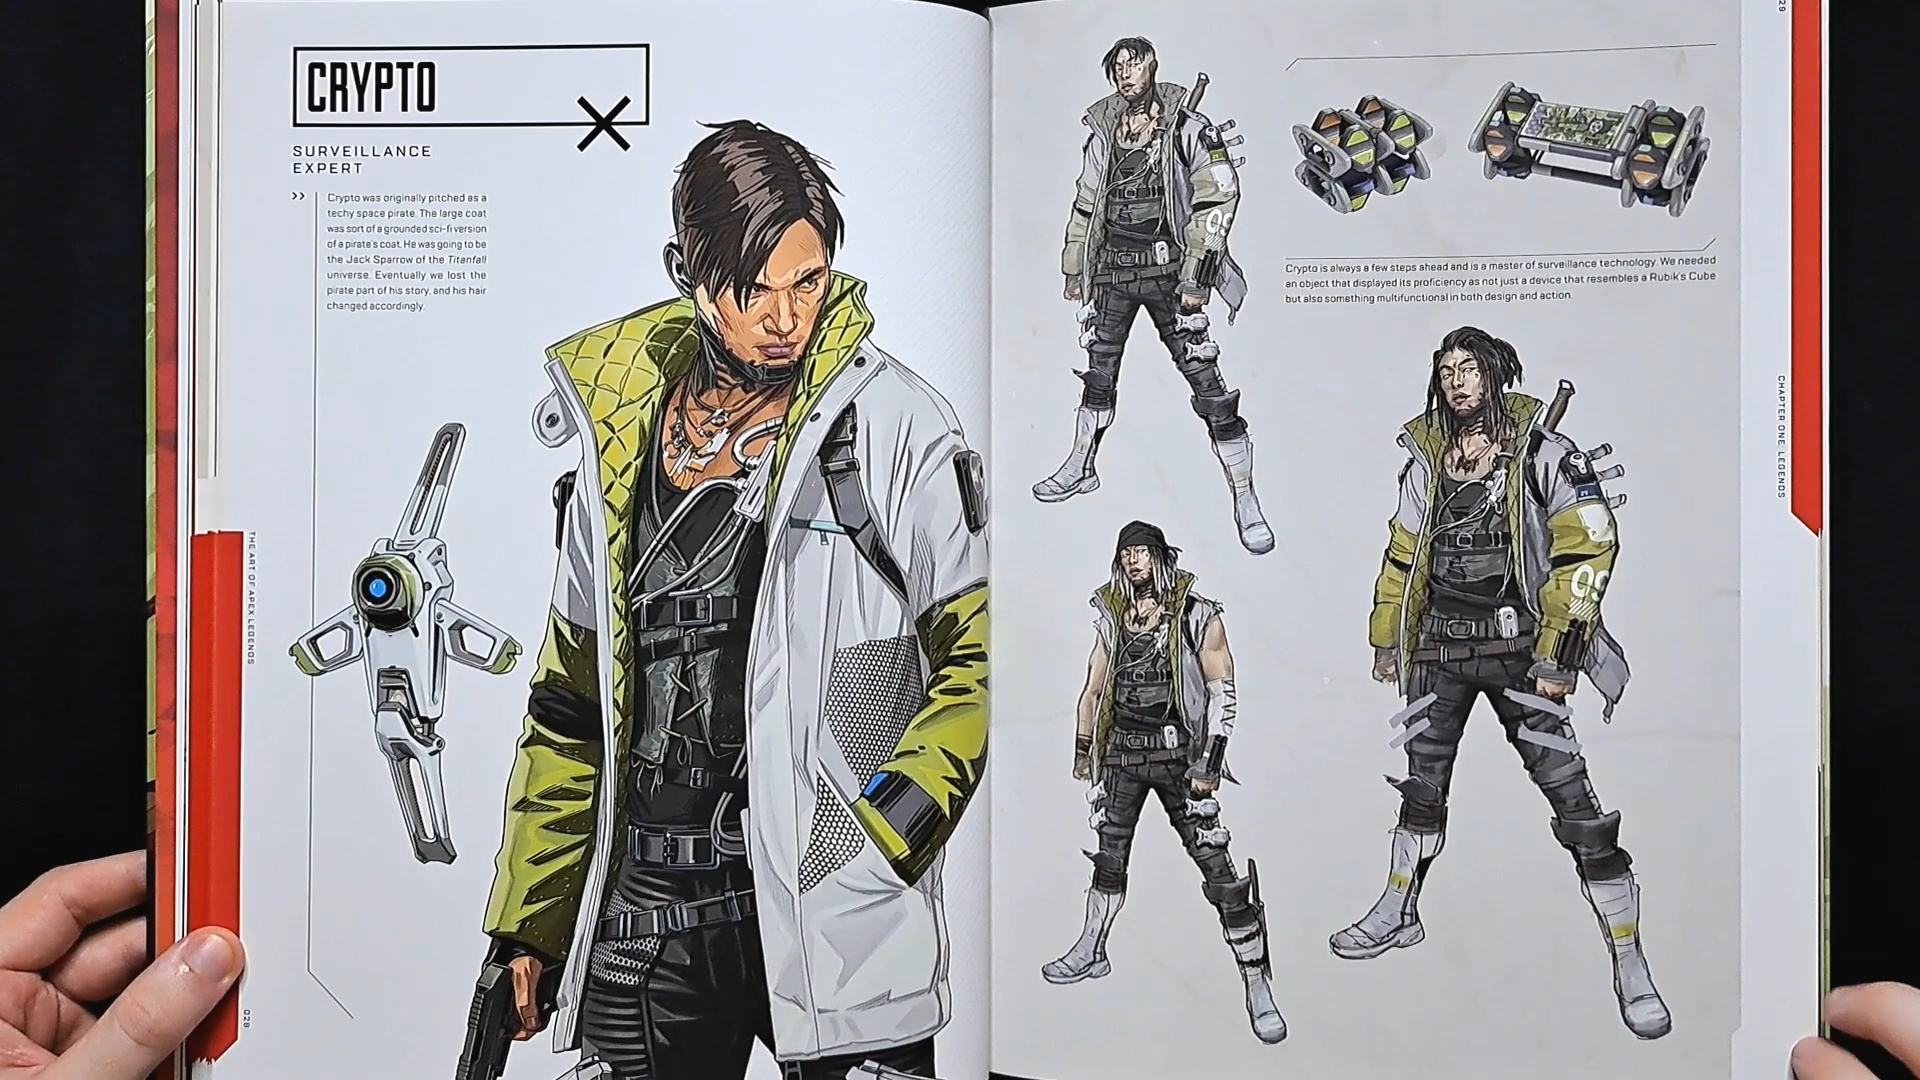 CRYPTO
SURVEILLANCE
EXPERT
>>
Crypto was originally pitched as a
techy space pirate. The large coat
was sort of a grounded sci-fi version
of a pirate's coat. He was going to be
the Jack Sparrow of the Titanfall
universe. Eventually we lost the
pirate part of his story, and his hair
changed accordingly.
THE ART OF APEX LEGENDS
028
Crypto is always a few steps ahead and is a master of surveillance technology. We needed
an object that displayed its proficiency as not just a device that resembles a Rubik's Cube
but also something multifunctional in both design and action.
09
09
29
CHAPTER ONE: LEGENDS